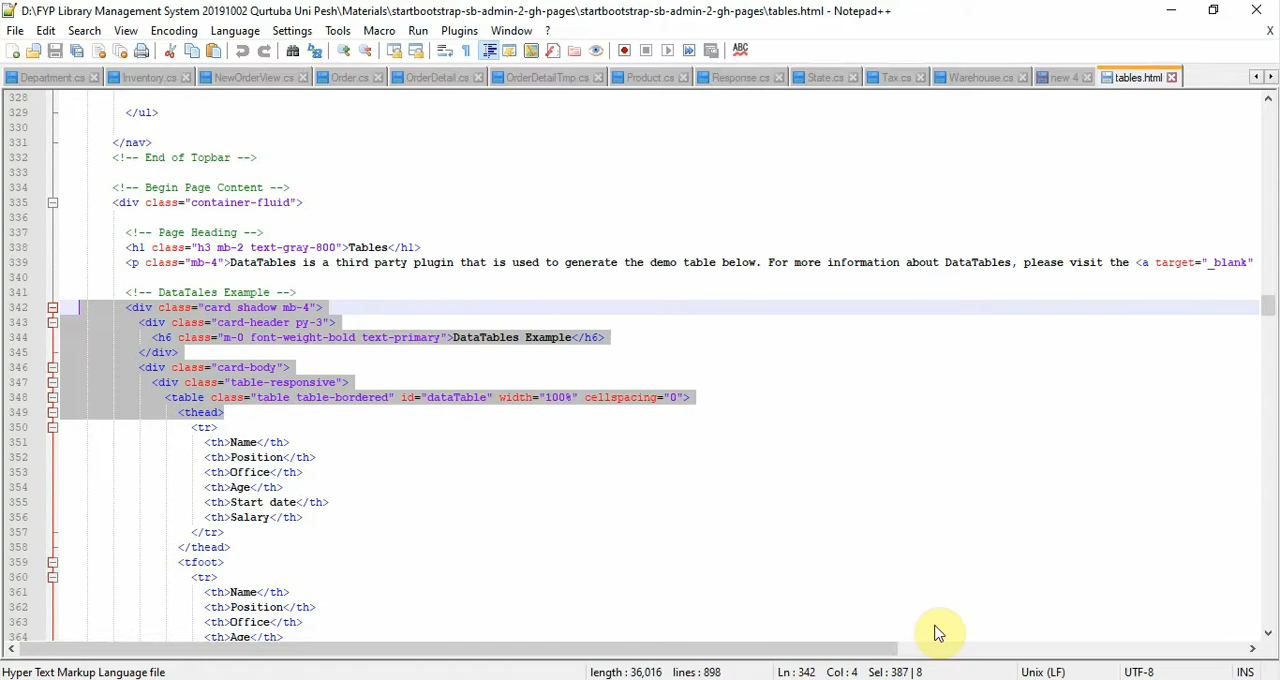 D:\FYP Library Management System 20191002 Qurtuba Uni Pesh\Materials\startbootstrap-sb-admin-2-gh-pages\startbootstrap-sb-admin-2-gh-pages\tables.html - Notepad++
File Edit Search View Encoding Language Settings Tools Macro Run Plugins Window ? X
Department.cs Inventory.cs NewOrderView.cs Order.cs OrderDetail.cs OrderDetailTmp.cs Product.cs Response.cs State.cs Tax.cs Warehouse.cs new 4 tables.html
328
329 </ul>
330
331 </nav>
332 <!-- End of Topbar -->
333
334 <!-- Begin Page Content -->
335 <div class="container-fluid">
336
337 <!-- Page Heading -->
338 <h1 class="h3 mb-2 text-gray-800">Tables</h1>
339 <p class="mb-4">DataTables is a third party plugin that is used to generate the demo table below. For more information about DataTables, please visit the <a target="_blank"
340
341 <!-- DataTales Example -->
342 <div class="card shadow mb-4">
343 <div class="card-header py-3">
344 <h6 class="m-0 font-weight-bold text-primary">DataTables Example</h6>
345 </div>
346 <div class="card-body">
347 <div class="table-responsive">
348 <table class="table table-bordered" id="dataTable" width="100%" cellspacing="0">
349 <thead>
350 <tr>
351 <th>Name</th>
352 <th>Position</th>
353 <th>Office</th>
354 <th>Age</th>
355 <th>Start date</th>
356 <th>Salary</th>
357 </tr>
358 </thead>
359 <tfoot>
360 <tr>
361 <th>Name</th>
362 <th>Position</th>
363 <th>Office</th>
364 <th>Age</th>
Hyper Text Markup Language file length : 36,016 lines : 898 Ln : 342 Col : 4 Sel : 387 | 8 Unix (LF) UTF-8 INS